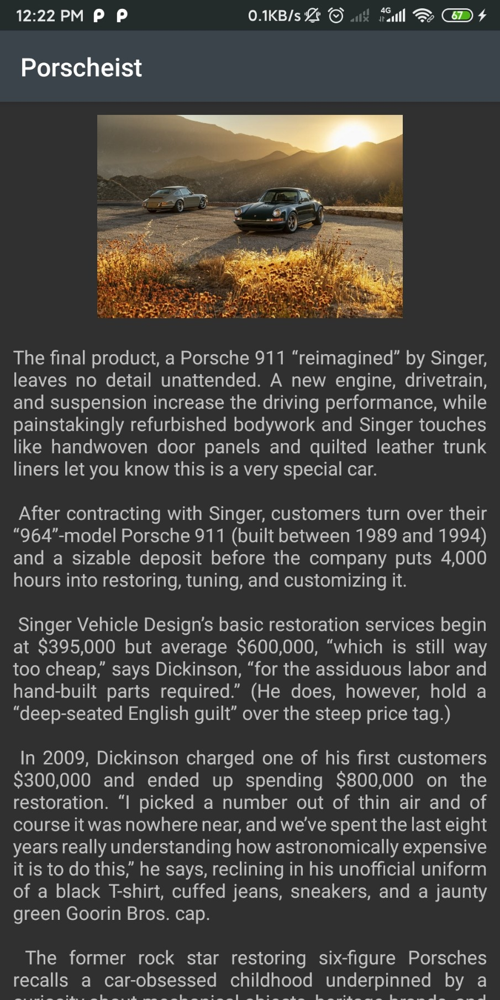 12:22 PM P P 0.1KB/s 4G 67
Porscheist
The final product, a Porsche 911 “reimagined” by Singer,
leaves no detail unattended. A new engine, drivetrain,
and suspension increase the driving performance, while
painstakingly refurbished bodywork and Singer touches
like handwoven door panels and quilted leather trunk
liners let you know this is a very special car.
After contracting with Singer, customers turn over their
“964”-model Porsche 911 (built between 1989 and 1994)
and a sizable deposit before the company puts 4,000
hours into restoring, tuning, and customizing it.
Singer Vehicle Design’s basic restoration services begin
at $395,000 but average $600,000, “which is still way
too cheap,” says Dickinson, “for the assiduous labor and
hand-built parts required.” (He does, however, hold a
“deep-seated English guilt” over the steep price tag.)
In 2009, Dickinson charged one of his first customers
$300,000 and ended up spending $800,000 on the
restoration. “I picked a number out of thin air and of
course it was nowhere near, and we’ve spent the last eight
years really understanding how astronomically expensive
it is to do this,” he says, reclining in his unofficial uniform
of a black T-shirt, cuffed jeans, sneakers, and a jaunty
green Goorin Bros. cap.
The former rock star restoring six-figure Porsches
recalls a car-obsessed childhood underpinned by a
curiosity about mechanical objects, heritage brands, and